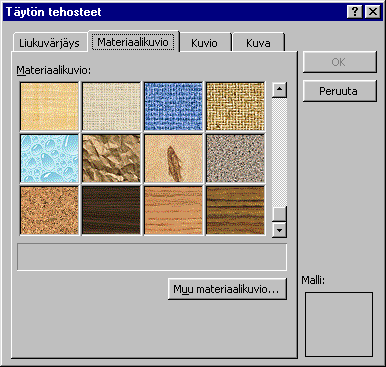 Täytön tehosteet
Liukuvärjäys
Materiaalikuvio
Kuvio
Kuva
Materiaalikuvio:
OK
Peruuta
Muu materiaalikuvio...
Malli: